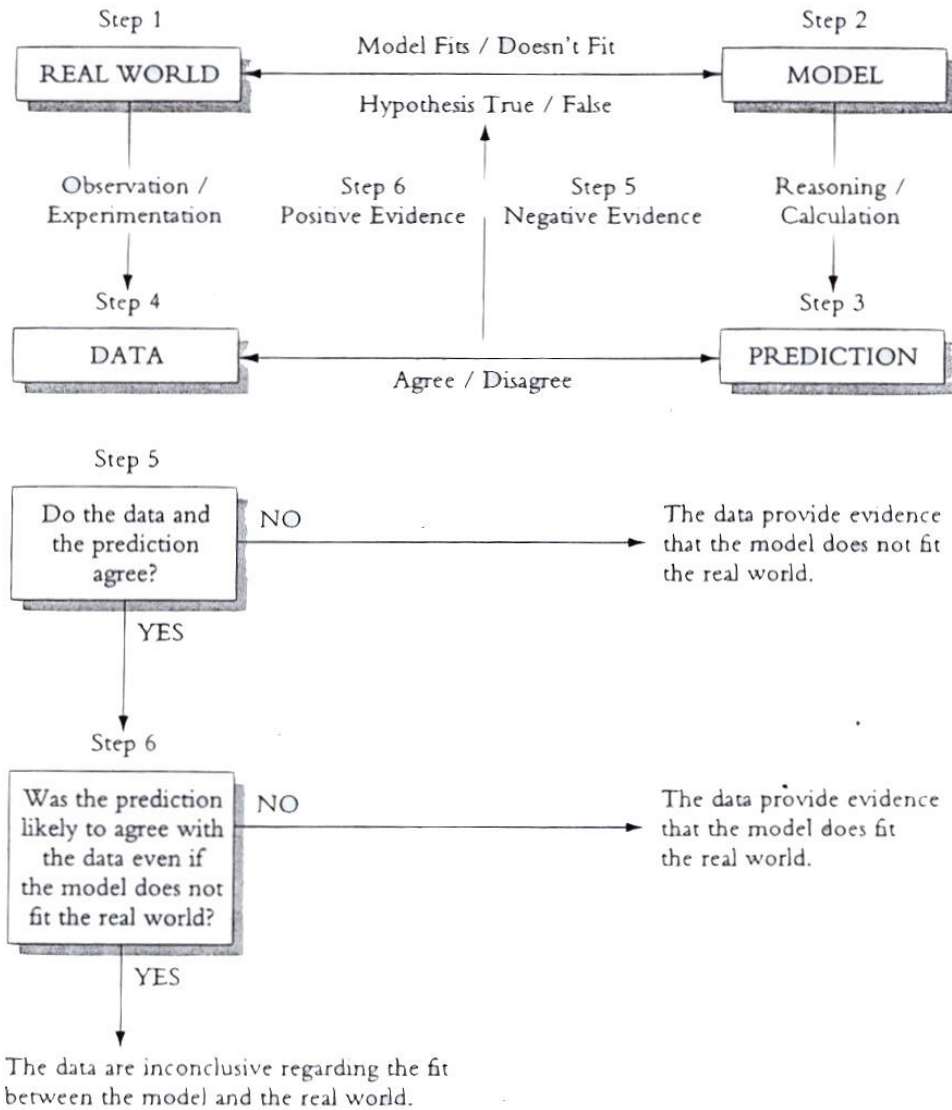 Step 1
Step 2
Model Fits / Doesn't Fit
REAL WORLD
MODEL
Hypothesis True / False
Observation /
Experimentation
Step 6
Positive Evidence
Step 5
Negative Evidence
Reasoning /
Calculation
Step 4
Step 3
DATA
PREDICTION
Agree / Disagree
Step 5
Do the data and
the prediction
agree?
NO
The data provide evidence
that the model does not fit
the real world.
YES
Step 6
Was the prediction
likely to agree with
the data even if
the model does not
fit the real world?
NO
The data provide evidence
that the model does fit
the real world.
YES
The data are inconclusive regarding the fit
between the model and the real world.